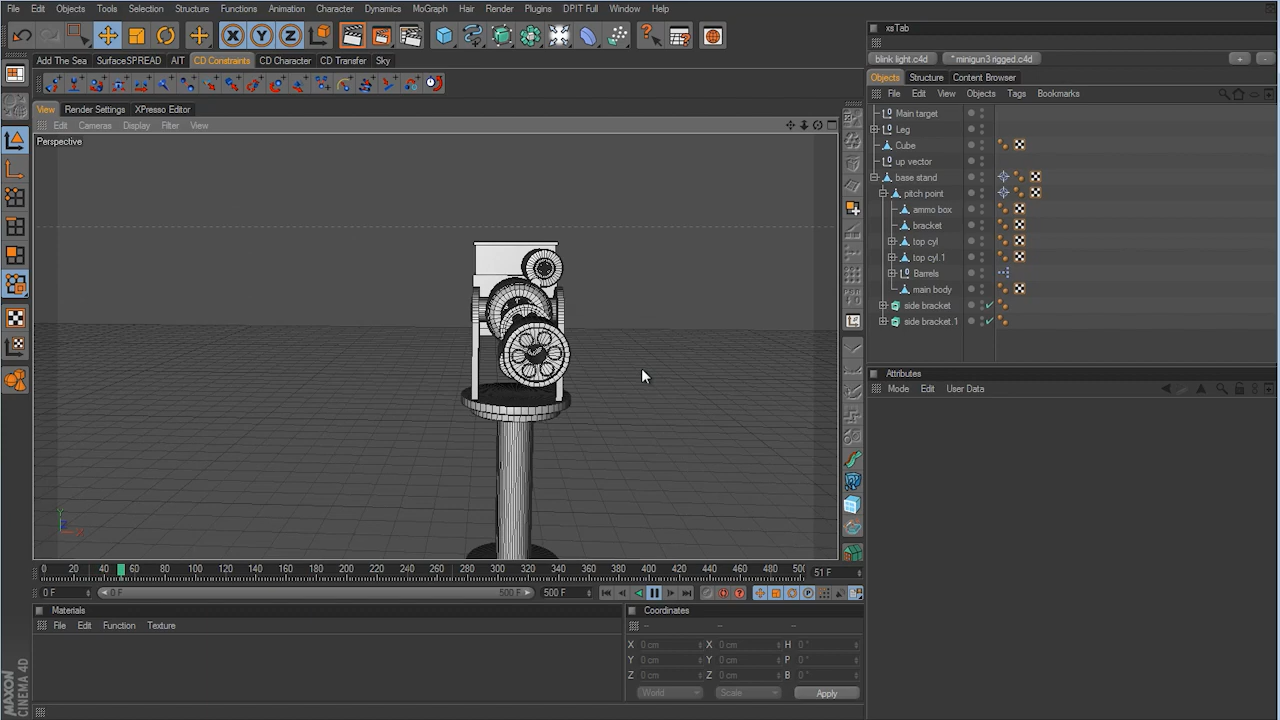 File Edit Objects Tools Selection Structure Functions Animation Character Dynamics MoGraph Hair Render Plugins DPIT Full Window Help
xsTab
blink light.c4d * minigun3 rigged.c4d + -
Add The Sea SurfaceSPREAD AIT CD Constraints CD Character CD Transfer Sky
Objects Structure Content Browser
File Edit View Objects Tags Bookmarks
View Render Settings XPresso Editor
Edit Cameras Display Filter View
Perspective
Main target
Leg
Cube
up vector
base stand
pitch point
ammo box
bracket
top cyl
top cyl.1
Barrels
main body
side bracket
side bracket.1
Attributes
Mode Edit User Data
Y
X
0 20 40 60 80 100 120 140 160 180 200 220 240 260 280 300 320 340 360 380 400 420 440 460 480 500 51 F
0 F 0 F 500 F 500 F
Materials
File Edit Function Texture
Coordinates
X 0 cm X 0 cm H 0 °
Y 0 cm Y 0 cm P 0 °
Z 0 cm Z 0 cm B 0 °
World Scale Apply
MAXON
CINEMA 4D